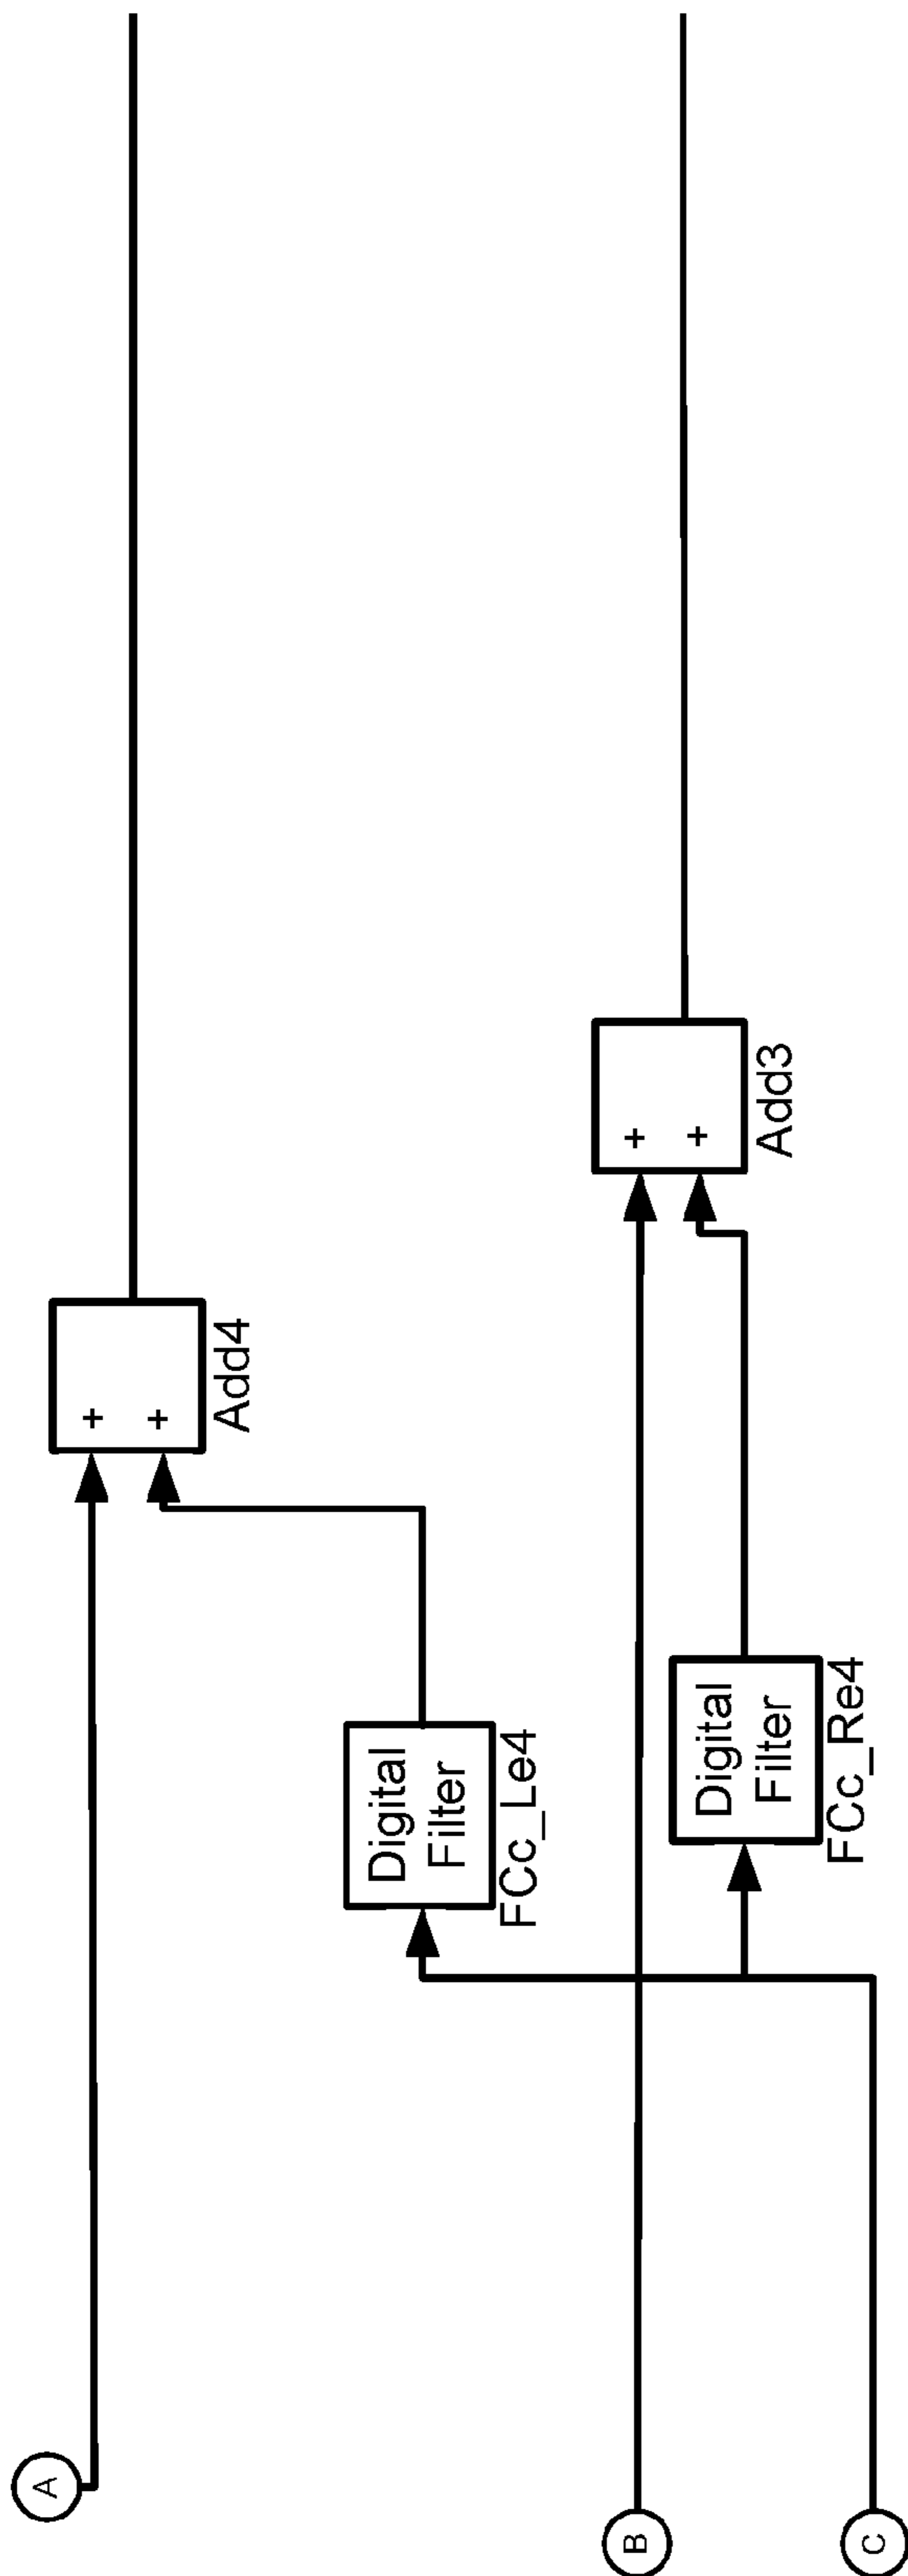 A
+
+
Add4
Digital
Filter
FCc_Le4
B
+
+
Add3
Digital
Filter
FCc_Re4
C